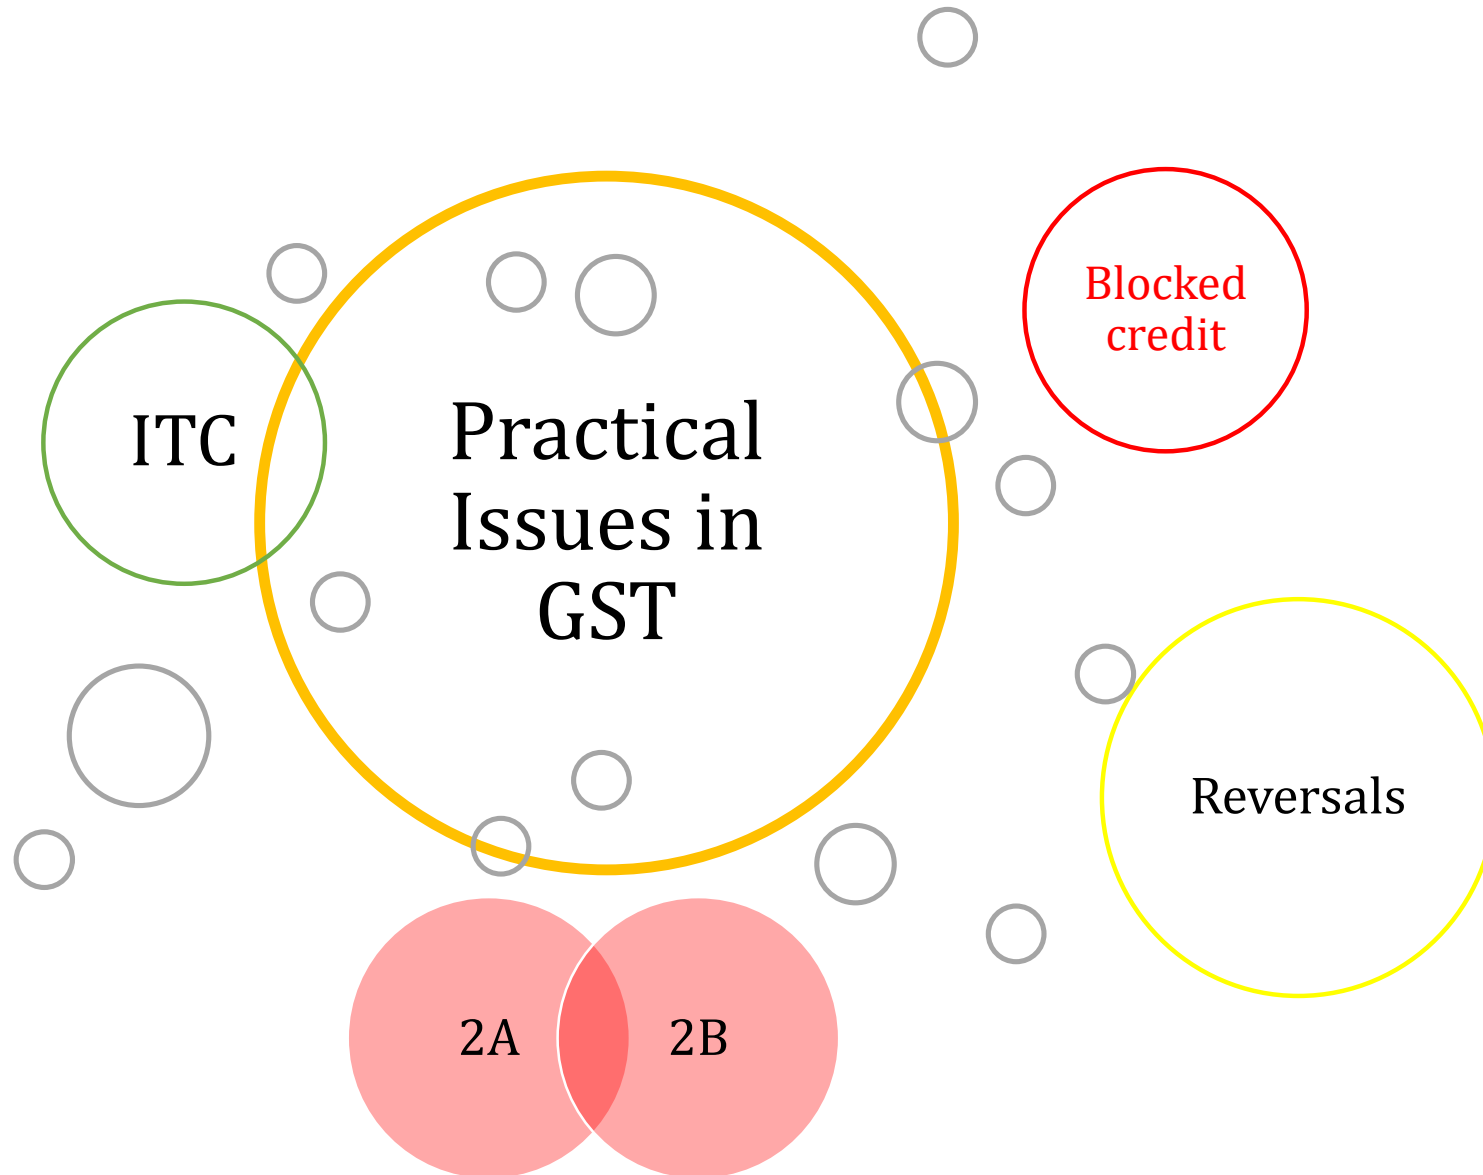 Blocked
credit
ITC
Practical
Issues in
GST
Reversals
2A
2B